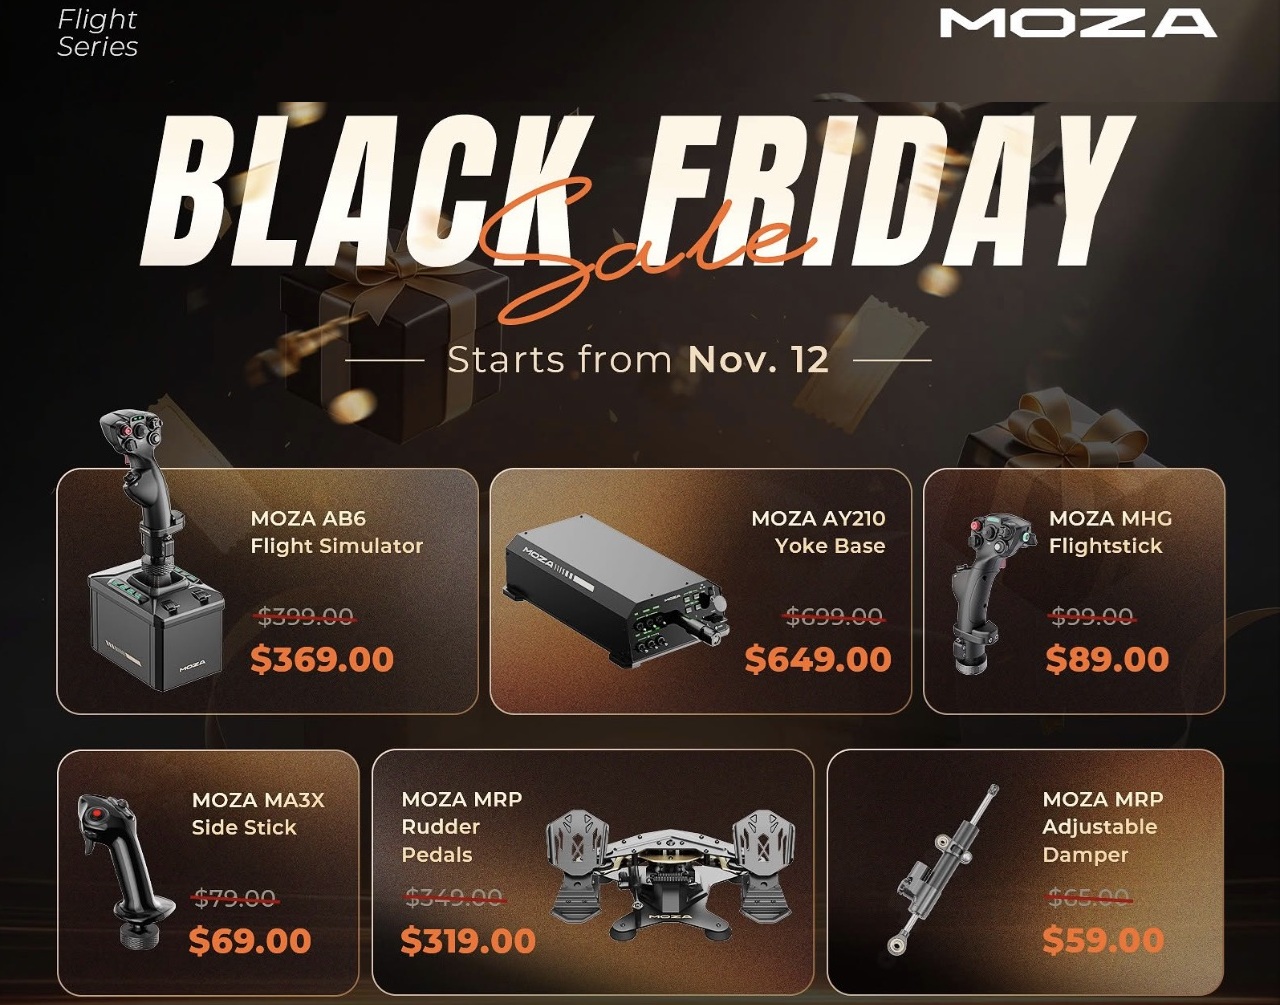 Flight
Series
MOZA
BLACK FRIDAY
Sale
Starts from Nov. 12
MOZA AB6
Flight Simulator
$399.00
$369.00
MOZA
MOZA AY210
Yoke Base
$699.00
$649.00
MOZA
MOZA MHG
Flightstick
$99.00
$89.00
MOZA MA3X
Side Stick
$79.00
$69.00
MOZA MRP
Rudder
Pedals
$349.00
$319.00
MOZA
MOZA MRP
Adjustable
Damper
$65.00
$59.00